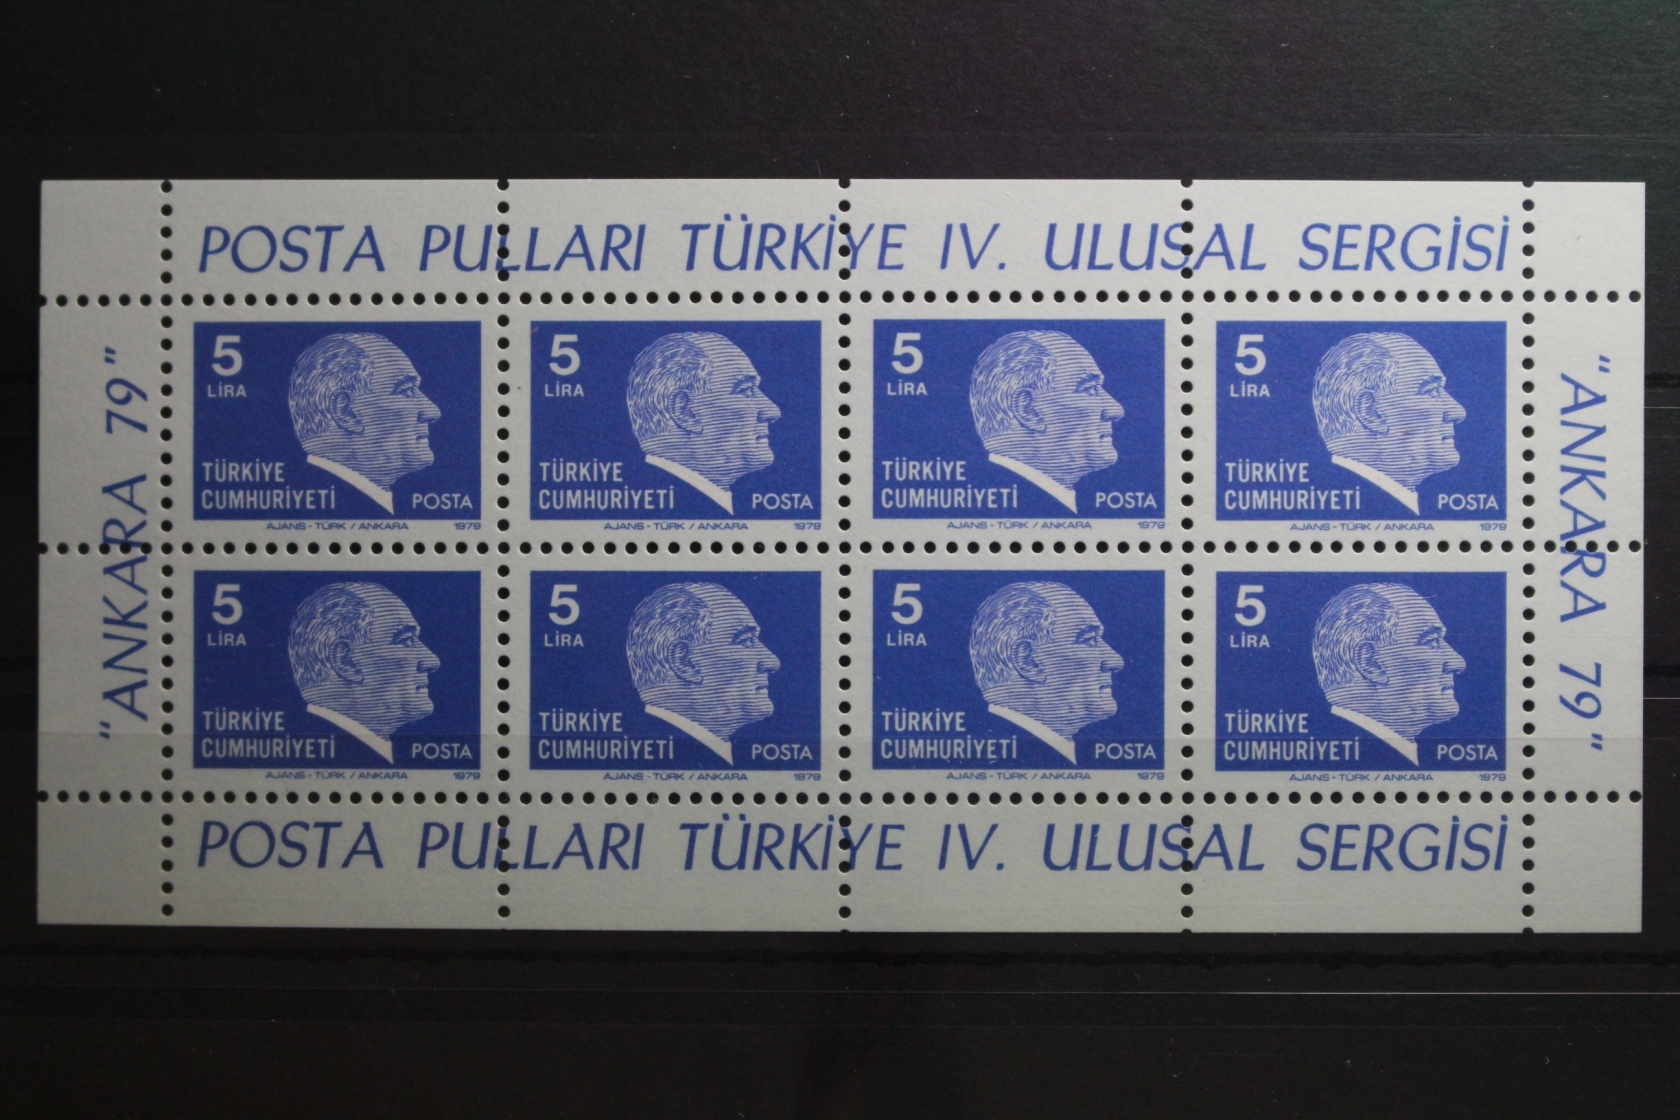 POSTA PULLARI TÜRKİYE IV. ULUSAL SERGİSİ
"ANKARA 79"
5 5 5 5
LİRA LİRA LİRA LİRA
TÜRKİYE TÜRKİYE TÜRKİYE TÜRKİYE
CUMHURİYETİ POSTA CUMHURİYETİ POSTA CUMHURİYETİ POSTA CUMHURİYETİ POSTA
AJANS-TÜRK / ANKARA 1979 AJANS-TÜRK / ANKARA 1979 AJANS-TÜRK / ANKARA 1979 AJANS-TÜRK / ANKARA 1979
5 5 5 5
LİRA LİRA LİRA LİRA
TÜRKİYE TÜRKİYE TÜRKİYE TÜRKİYE
CUMHURİYETİ POSTA CUMHURİYETİ POSTA CUMHURİYETİ POSTA CUMHURİYETİ POSTA
AJANS-TÜRK / ANKARA 1979 AJANS-TÜRK / ANKARA 1979 AJANS-TÜRK / ANKARA 1979 AJANS-TÜRK / ANKARA 1979
"ANKARA 79"
POSTA PULLARI TÜRKİYE IV. ULUSAL SERGİSİ